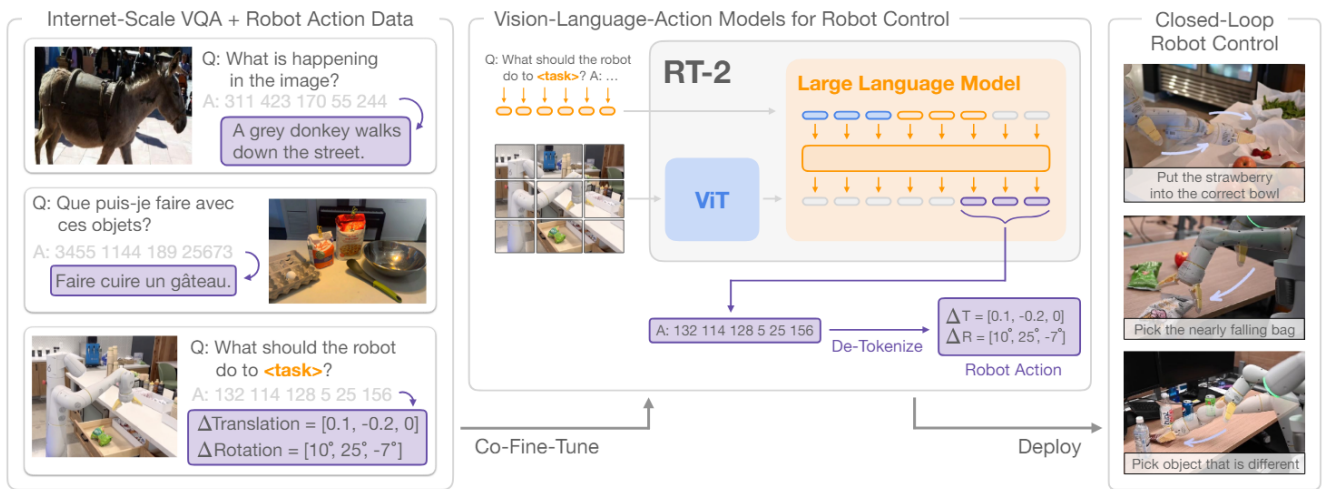 Internet-Scale VQA + Robot Action Data
Q: What is happening
in the image?
A: 311 423 170 55 244
A grey donkey walks
down the street.
Q: Que puis-je faire avec
ces objets?
A: 3455 1144 189 25673
Faire cuire un gâteau.
Q: What should the robot
do to <task>?
A: 132 114 128 5 25 156
ΔTranslation = [0.1, -0.2, 0]
ΔRotation = [10°, 25°, -7°]
Co-Fine-Tune
Vision-Language-Action Models for Robot Control
Q: What should the robot
do to <task>? A: ...
RT-2
Large Language Model
ViT
A: 132 114 128 5 25 156
De-Tokenize
ΔT = [0.1, -0.2, 0]
ΔR = [10°, 25°, -7°]
Robot Action
Deploy
Closed-Loop
Robot Control
Put the strawberry
into the correct bowl
Pick the nearly falling bag
Pick object that is different